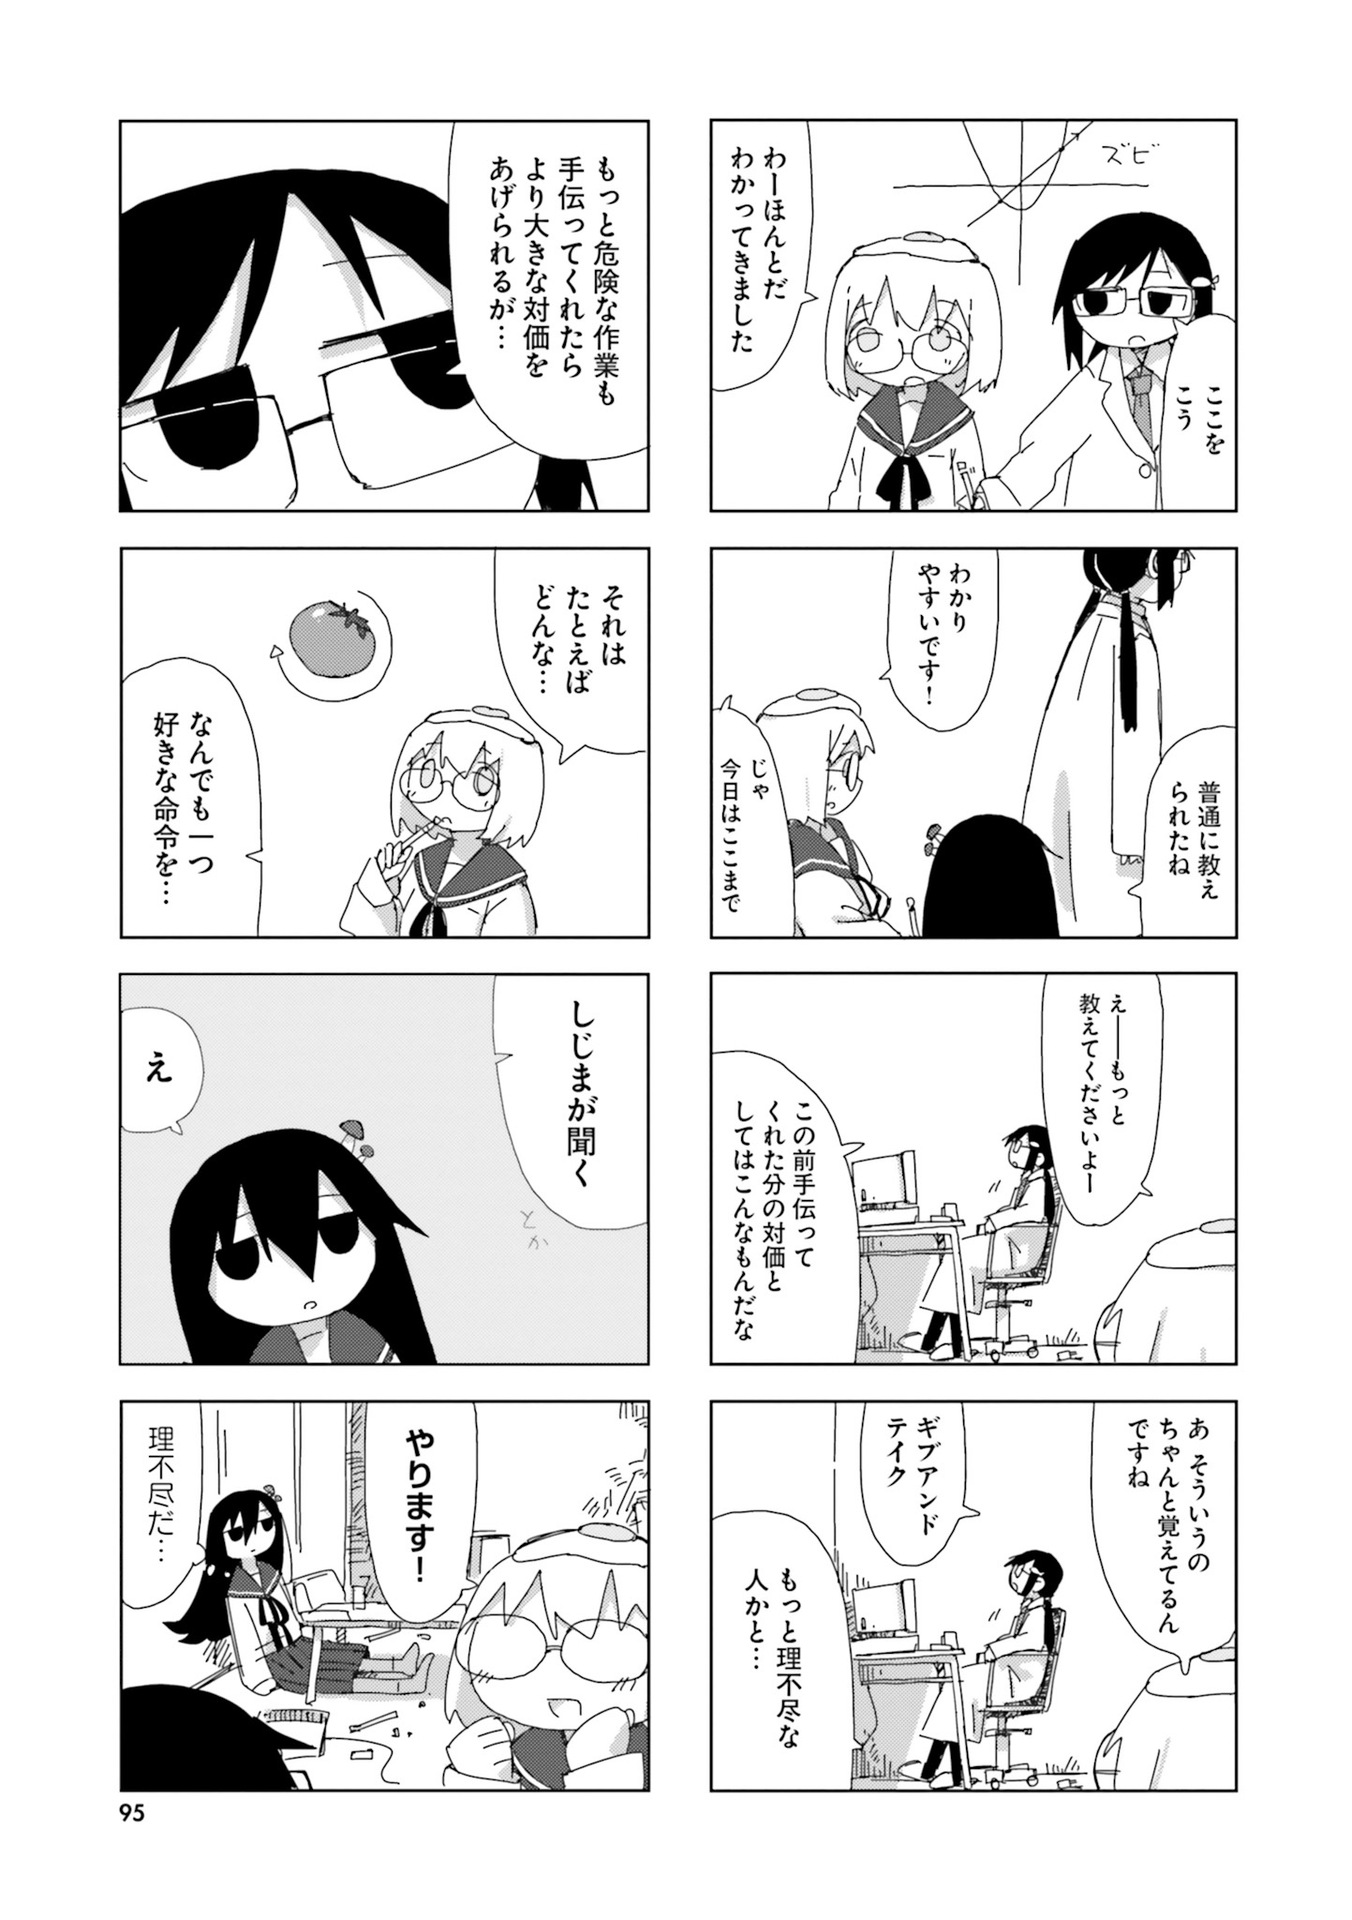 ズビ
ここを
こう
わーほんとだ
わかってきました
わかり
やすいです！
普通に教え
られたね
じゃ
今日はここまで
えーもっと
教えてくださいよー
この前手伝って
くれた分の対価と
してはこんなもんだな
あ そういうの
ちゃんと覚えてるん
ですね
ギブアンド
テイク
もっと理不尽な
人かと…
もっと危険な作業も
手伝ってくれたら
より大きな対価を
あげられるが…
それは
たとえば
どんな…
なんでも一つ
好きな命令を…
しじまが聞く
とか
え
やります！
理不尽だ…
95